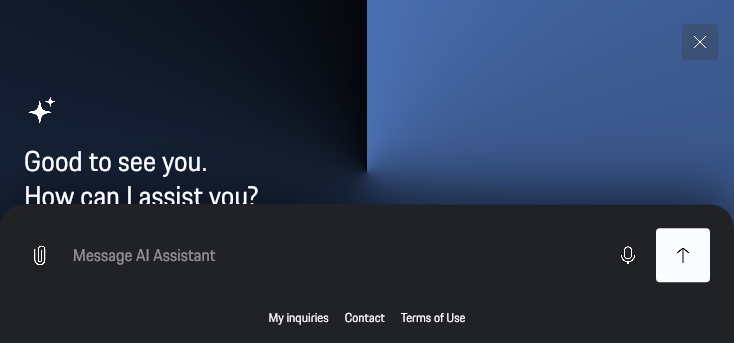 Good to see you.
How can I assist you?
Message AI Assistant
My inquiries Contact Terms of Use